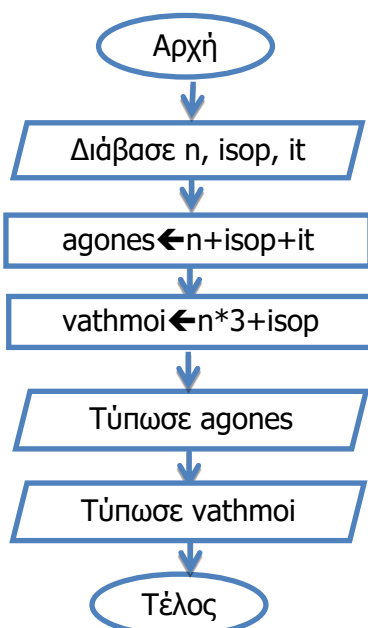 Αρχή
Διάβασε n, isop, it
agones🡸n+isop+it
vathmoi🡸n*3+isop
Τύπωσε agones
Τύπωσε vathmoi
Τέλος